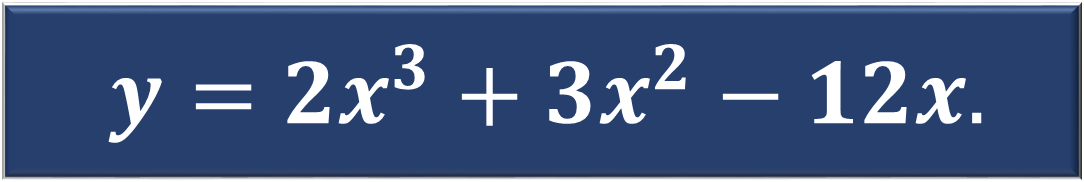 y = 2x³ + 3x² − 12x.